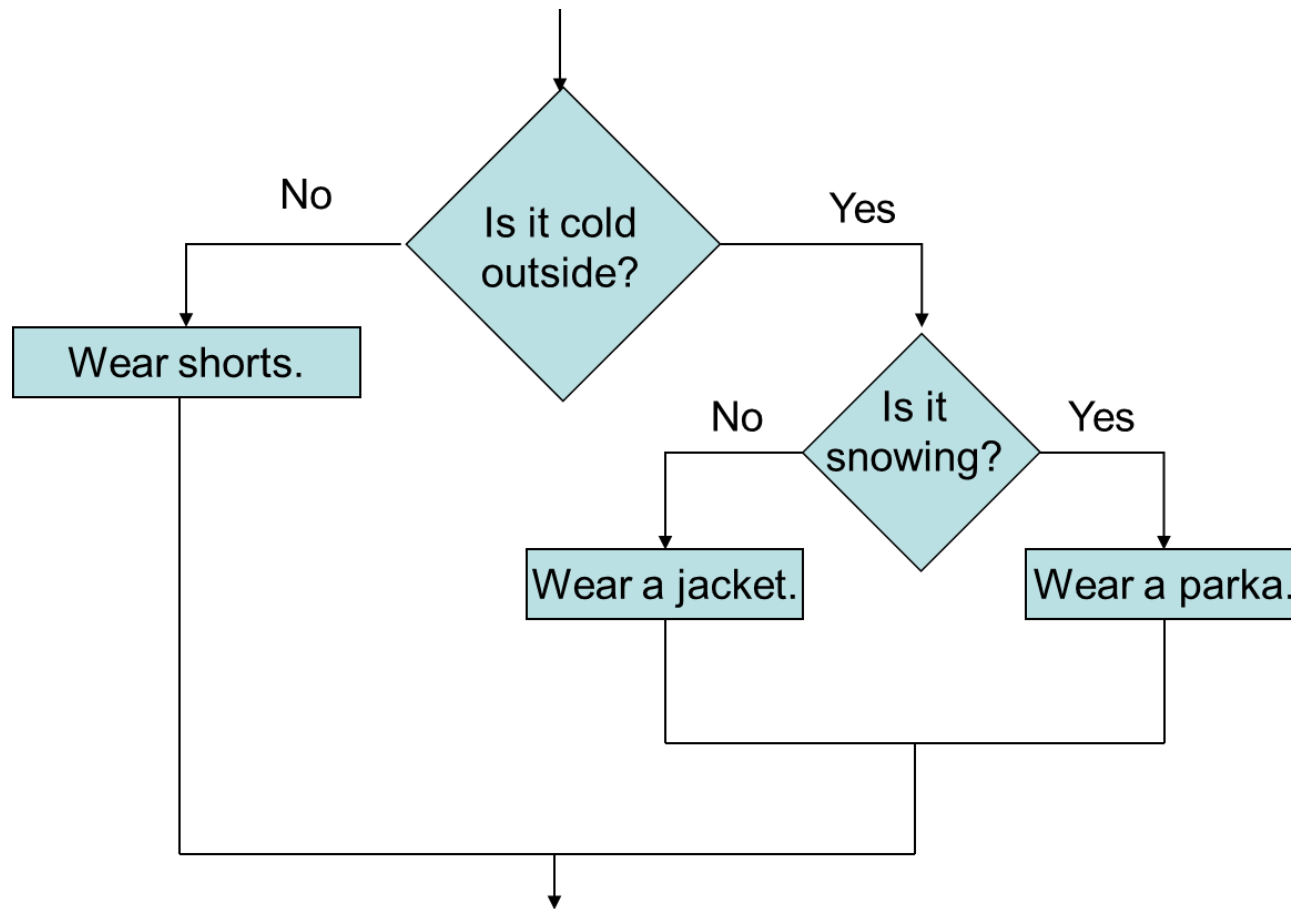 No
Is it cold
outside?
Yes
Wear shorts.
No
Is it
snowing?
Yes
Wear a jacket.
Wear a parka.